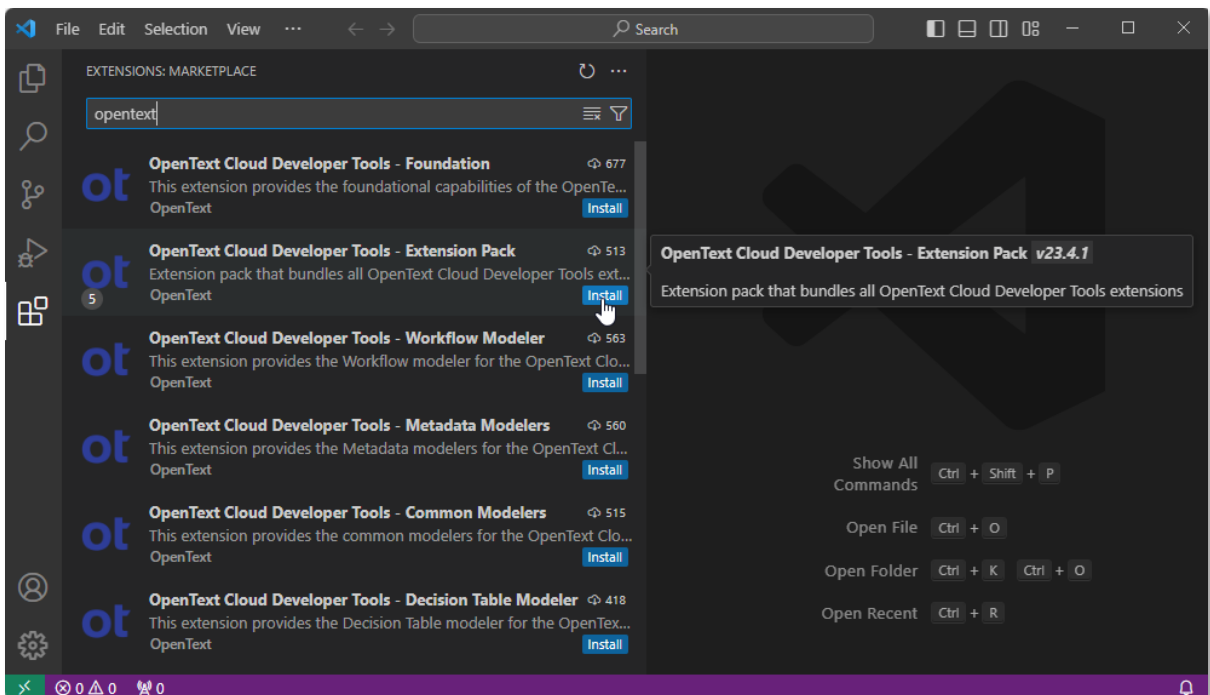 File Edit Selection View ··· Search
EXTENSIONS: MARKETPLACE
opentext
OpenText Cloud Developer Tools - Foundation 677
This extension provides the foundational capabilities of the OpenTe...
OpenText Install
OpenText Cloud Developer Tools - Extension Pack 513
Extension pack that bundles all OpenText Cloud Developer Tools ext...
OpenText Install
5
OpenText Cloud Developer Tools - Extension Pack v23.4.1
Extension pack that bundles all OpenText Cloud Developer Tools extensions
OpenText Cloud Developer Tools - Workflow Modeler 563
This extension provides the Workflow modeler for the OpenText Clo...
OpenText Install
OpenText Cloud Developer Tools - Metadata Modelers 560
This extension provides the Metadata modelers for the OpenText Cl...
OpenText Install
OpenText Cloud Developer Tools - Common Modelers 515
This extension provides the common modelers for the OpenText Clo...
OpenText Install
OpenText Cloud Developer Tools - Decision Table Modeler 418
This extension provides the Decision Table modeler for the OpenTex...
OpenText Install
ot
ot
ot
ot
ot
ot
Show All
Commands Ctrl + Shift + P
Open File Ctrl + O
Open Folder Ctrl + K Ctrl + O
Open Recent Ctrl + R
0 0 0